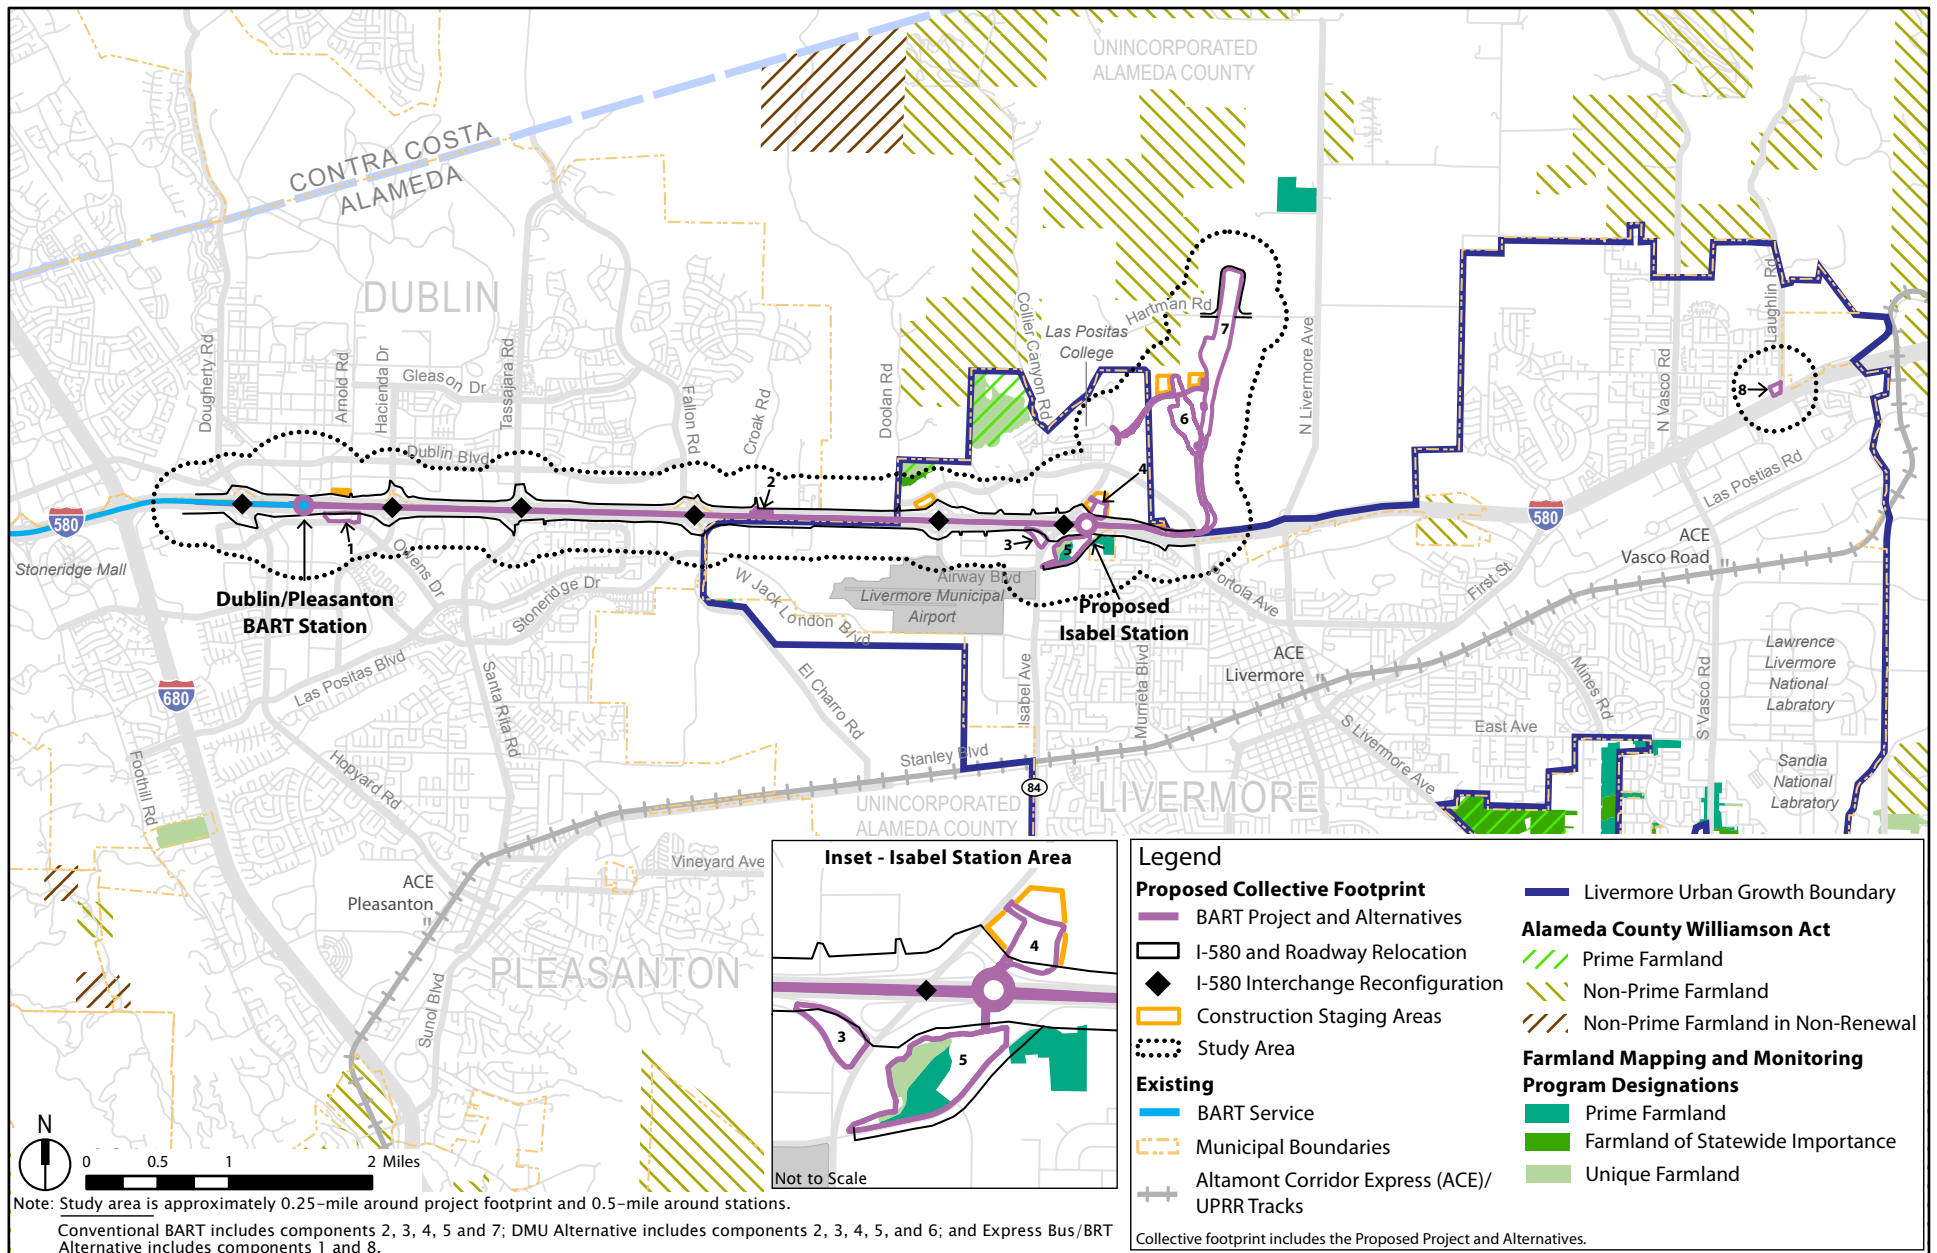 UNINCORPORATED
ALAMEDA COUNTY
CONTRA COSTA
ALAMEDA
DUBLIN
Dougherty Rd
Arnold Rd
Hacienda Dr
Gleason Dr
Tassajara Rd
Fallon Rd
Croak Rd
Doolan Rd
Collier Canyon Rd
Las Positas
College
Hartman Rd
N Livermore Ave
N Vasco Rd
Laughlin Rd
Dublin Blvd
7
6
8
2
4
1
3
5
580
580
Las Postias Rd
Stoneridge Mall
Owens Dr
Stoneridge Dr
Dublin/Pleasanton
BART Station
W Jack London Blvd
Airway Blvd
Livermore Municipal
Airport
Proposed
Isabel Station
Portola Ave
First St
ACE
Vasco Road
ACE
Livermore
Lawrence
Livermore
National
Labratory
680
Las Positas Blvd
Santa Rita Rd
El Charro Rd
Isabel Ave
Murrieta Blvd
Mines Rd
S Vasco Rd
East Ave
S Livermore Ave
Foothill Rd
Hopyard Rd
Stanley Blvd
84
UNINCORPORATED
ALAMEDA COUNTY
LIVERMORE
Sandia
National
Labratory
Vineyard Ave
ACE
Pleasanton
PLEASANTON
Sunol Blvd
Inset - Isabel Station Area
4
3
5
Not to Scale
Legend
Proposed Collective Footprint
BART Project and Alternatives
I-580 and Roadway Relocation
I-580 Interchange Reconfiguration
Construction Staging Areas
Study Area
Existing
BART Service
Municipal Boundaries
Altamont Corridor Express (ACE)/
UPRR Tracks
Livermore Urban Growth Boundary
Alameda County Williamson Act
Prime Farmland
Non-Prime Farmland
Non-Prime Farmland in Non-Renewal
Farmland Mapping and Monitoring
Program Designations
Prime Farmland
Farmland of Statewide Importance
Unique Farmland
Collective footprint includes the Proposed Project and Alternatives.
N
0 0.5 1 2 Miles
Note: Study area is approximately 0.25-mile around project footprint and 0.5-mile around stations.
Conventional BART includes components 2, 3, 4, 5 and 7; DMU Alternative includes components 2, 3, 4, 5, and 6; and Express Bus/BRT
Alternative includes components 1 and 8.